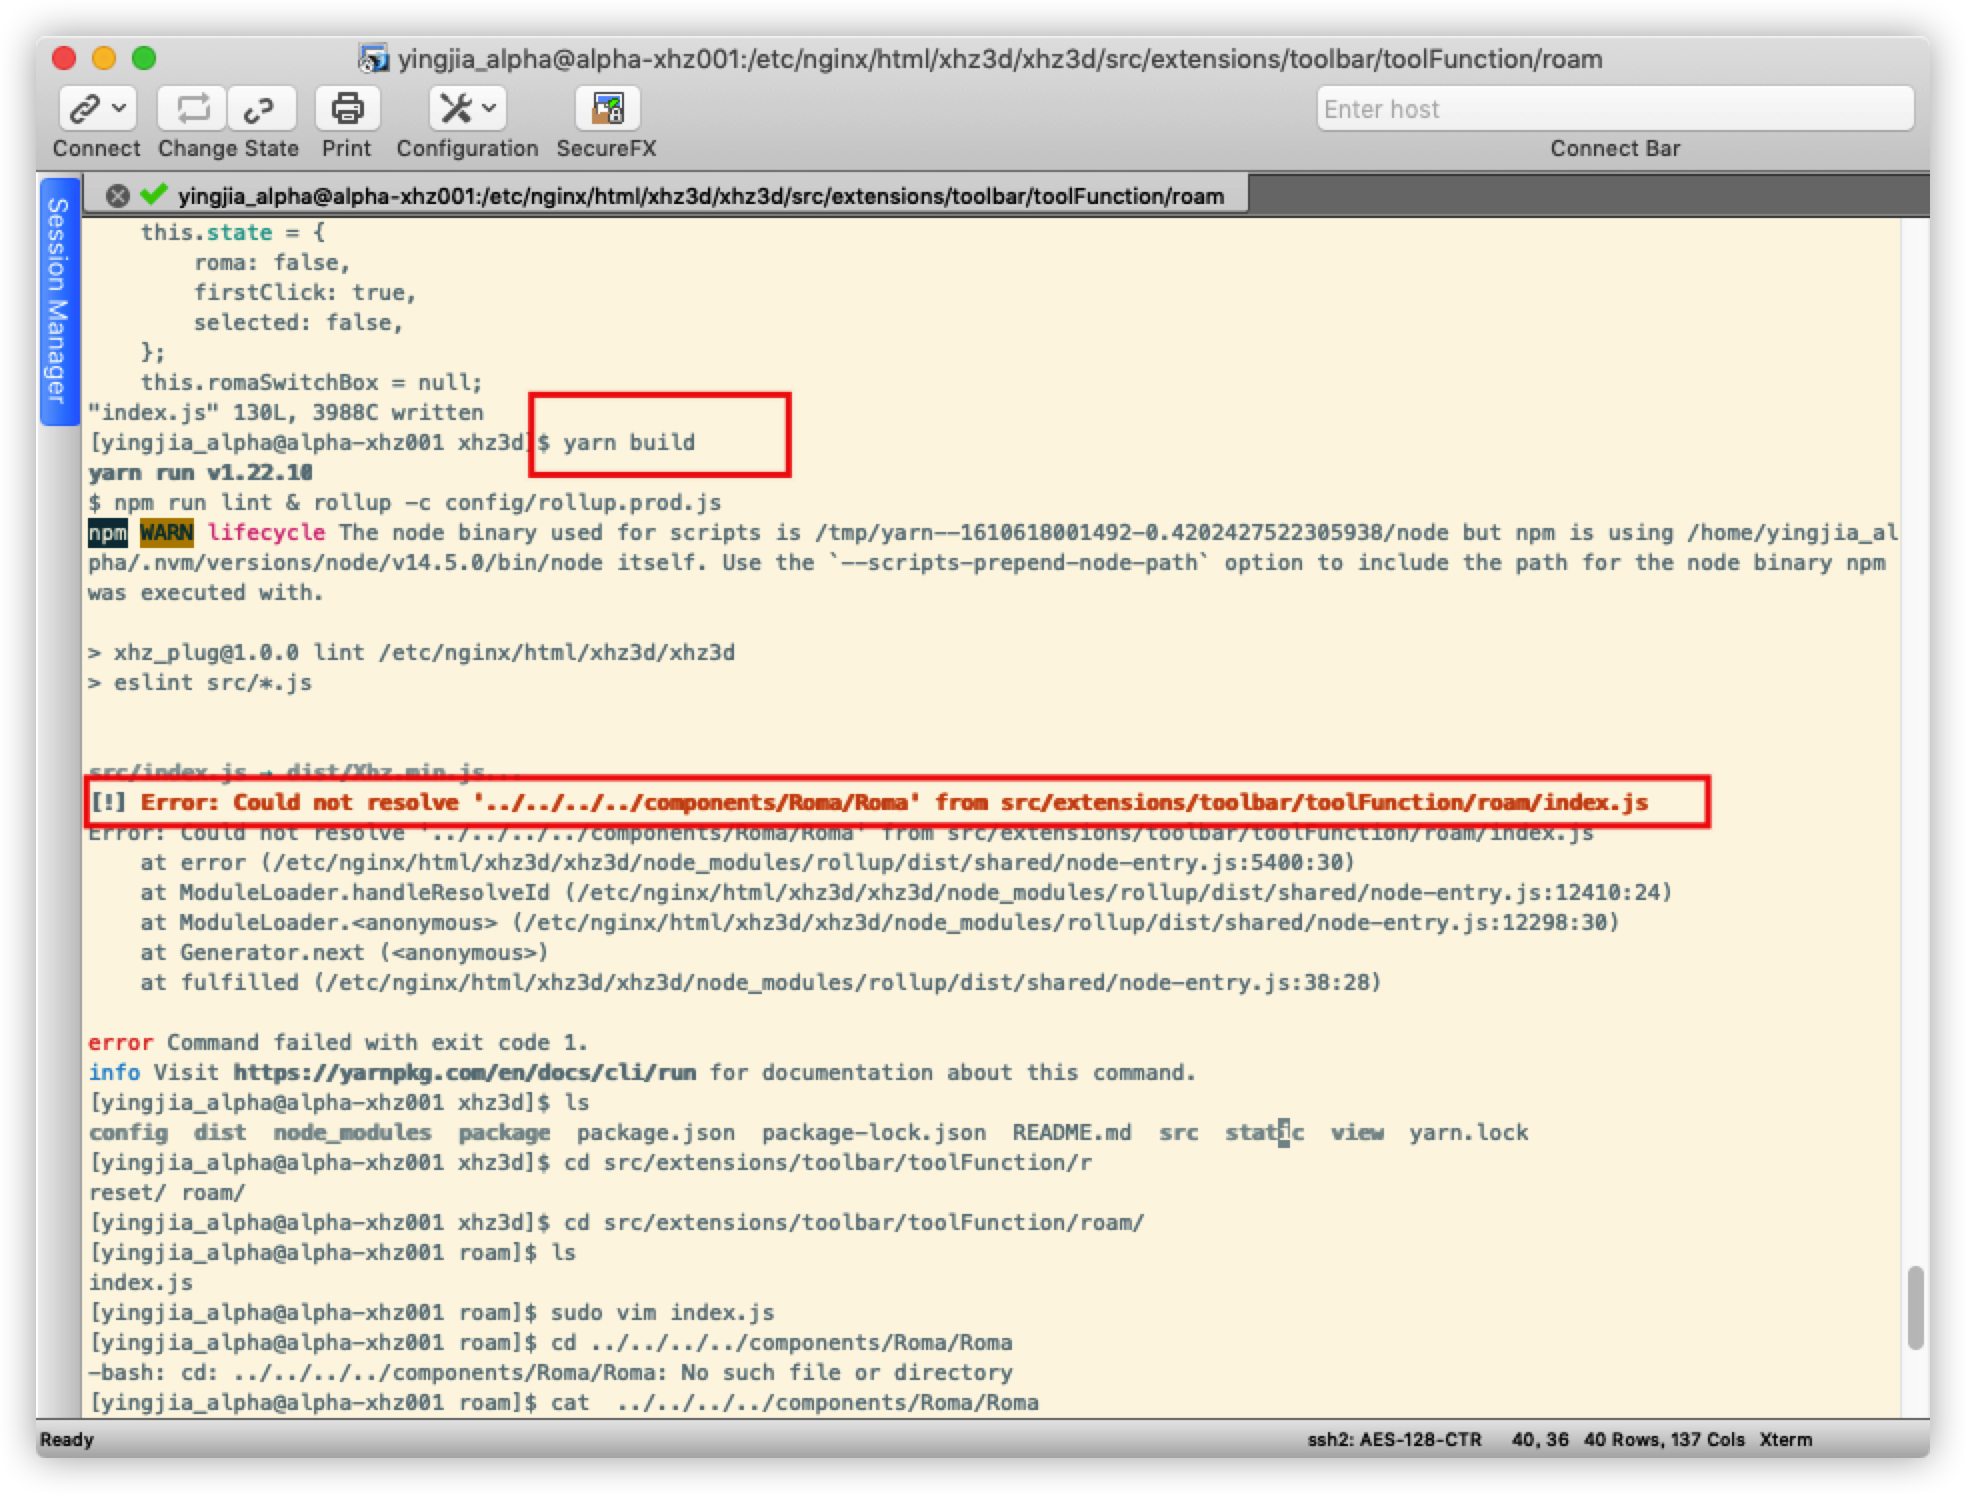 yingjia_alpha@alpha-xhz001:/etc/nginx/html/xhz3d/xhz3d/src/extensions/toolbar/toolFunction/roam
Enter host
Connect Change State Print Configuration SecureFX Connect Bar
Session Manager
yingjia_alpha@alpha-xhz001:/etc/nginx/html/xhz3d/xhz3d/src/extensions/toolbar/toolFunction/roam
this.state = {
roma: false,
firstClick: true,
selected: false,
};
this.romaSwitchBox = null;
"index.js" 130L, 3988C written
[yingjia_alpha@alpha-xhz001 xhz3d]$ yarn build
yarn run v1.22.10
$ npm run lint & rollup -c config/rollup.prod.js
npm WARN lifecycle The node binary used for scripts is /tmp/yarn--1610618001492-0.4202427522305938/node but npm is using /home/yingjia_al
pha/.nvm/versions/node/v14.5.0/bin/node itself. Use the `--scripts-prepend-node-path` option to include the path for the node binary npm
was executed with.
> xhz_plug@1.0.0 lint /etc/nginx/html/xhz3d/xhz3d
> eslint src/*.js
src/index.js → dist/Xhz.min.js...
[!] Error: Could not resolve '../../../../components/Roma/Roma' from src/extensions/toolbar/toolFunction/roam/index.js
Error: Could not resolve '../../../../components/Roma/Roma' from src/extensions/toolbar/toolFunction/roam/index.js
at error (/etc/nginx/html/xhz3d/xhz3d/node_modules/rollup/dist/shared/node-entry.js:5400:30)
at ModuleLoader.handleResolveId (/etc/nginx/html/xhz3d/xhz3d/node_modules/rollup/dist/shared/node-entry.js:12410:24)
at ModuleLoader.<anonymous> (/etc/nginx/html/xhz3d/xhz3d/node_modules/rollup/dist/shared/node-entry.js:12298:30)
at Generator.next (<anonymous>)
at fulfilled (/etc/nginx/html/xhz3d/xhz3d/node_modules/rollup/dist/shared/node-entry.js:38:28)
error Command failed with exit code 1.
info Visit https://yarnpkg.com/en/docs/cli/run for documentation about this command.
[yingjia_alpha@alpha-xhz001 xhz3d]$ ls
config dist node_modules package package.json package-lock.json README.md src static view yarn.lock
[yingjia_alpha@alpha-xhz001 xhz3d]$ cd src/extensions/toolbar/toolFunction/r
reset/ roam/
[yingjia_alpha@alpha-xhz001 xhz3d]$ cd src/extensions/toolbar/toolFunction/roam/
[yingjia_alpha@alpha-xhz001 roam]$ ls
index.js
[yingjia_alpha@alpha-xhz001 roam]$ sudo vim index.js
[yingjia_alpha@alpha-xhz001 roam]$ cd ../../../../components/Roma/Roma
-bash: cd: ../../../../components/Roma/Roma: No such file or directory
[yingjia_alpha@alpha-xhz001 roam]$ cat  ../../../../components/Roma/Roma
Ready ssh2: AES-128-CTR 40, 36 40 Rows, 137 Cols Xterm